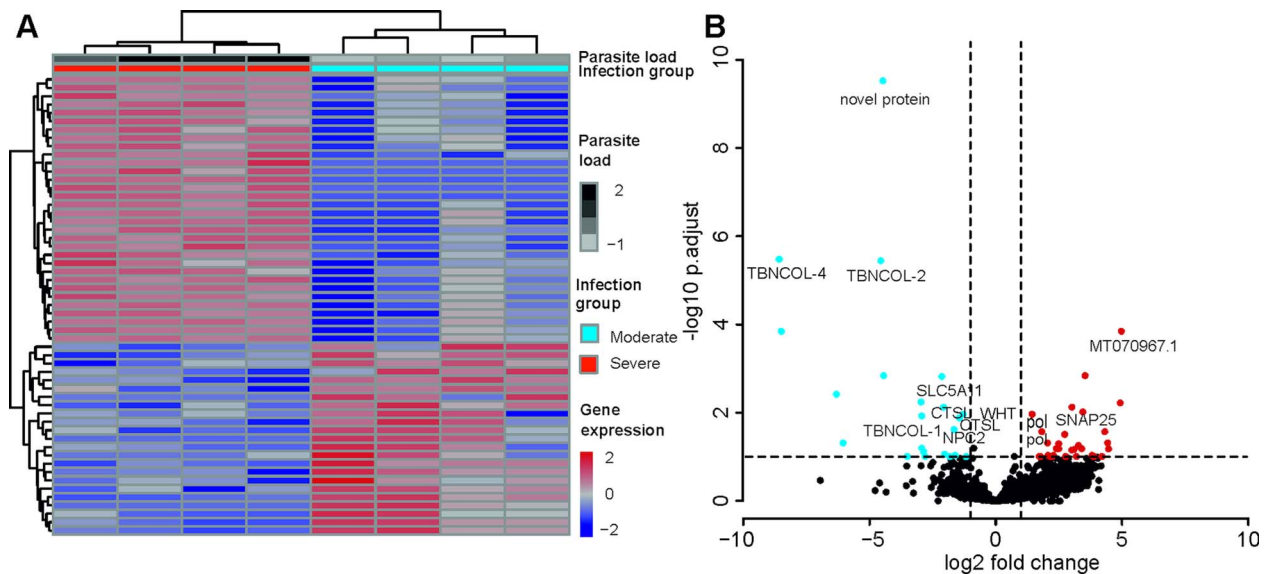 A
Parasite load
Infection group
Parasite
load
2
−1
Infection
group
Moderate
Severe
Gene
expression
2
0
−2
B
-log10 p.adjust
10
8
6
4
2
0
novel protein
TBNCOL-4
TBNCOL-2
MT070967.1
SLC5A11
CTSL
WHT
CTSL
TBNCOL-1
NPC2
pol
SNAP25
pol
−10
−5
0
5
10
log2 fold change